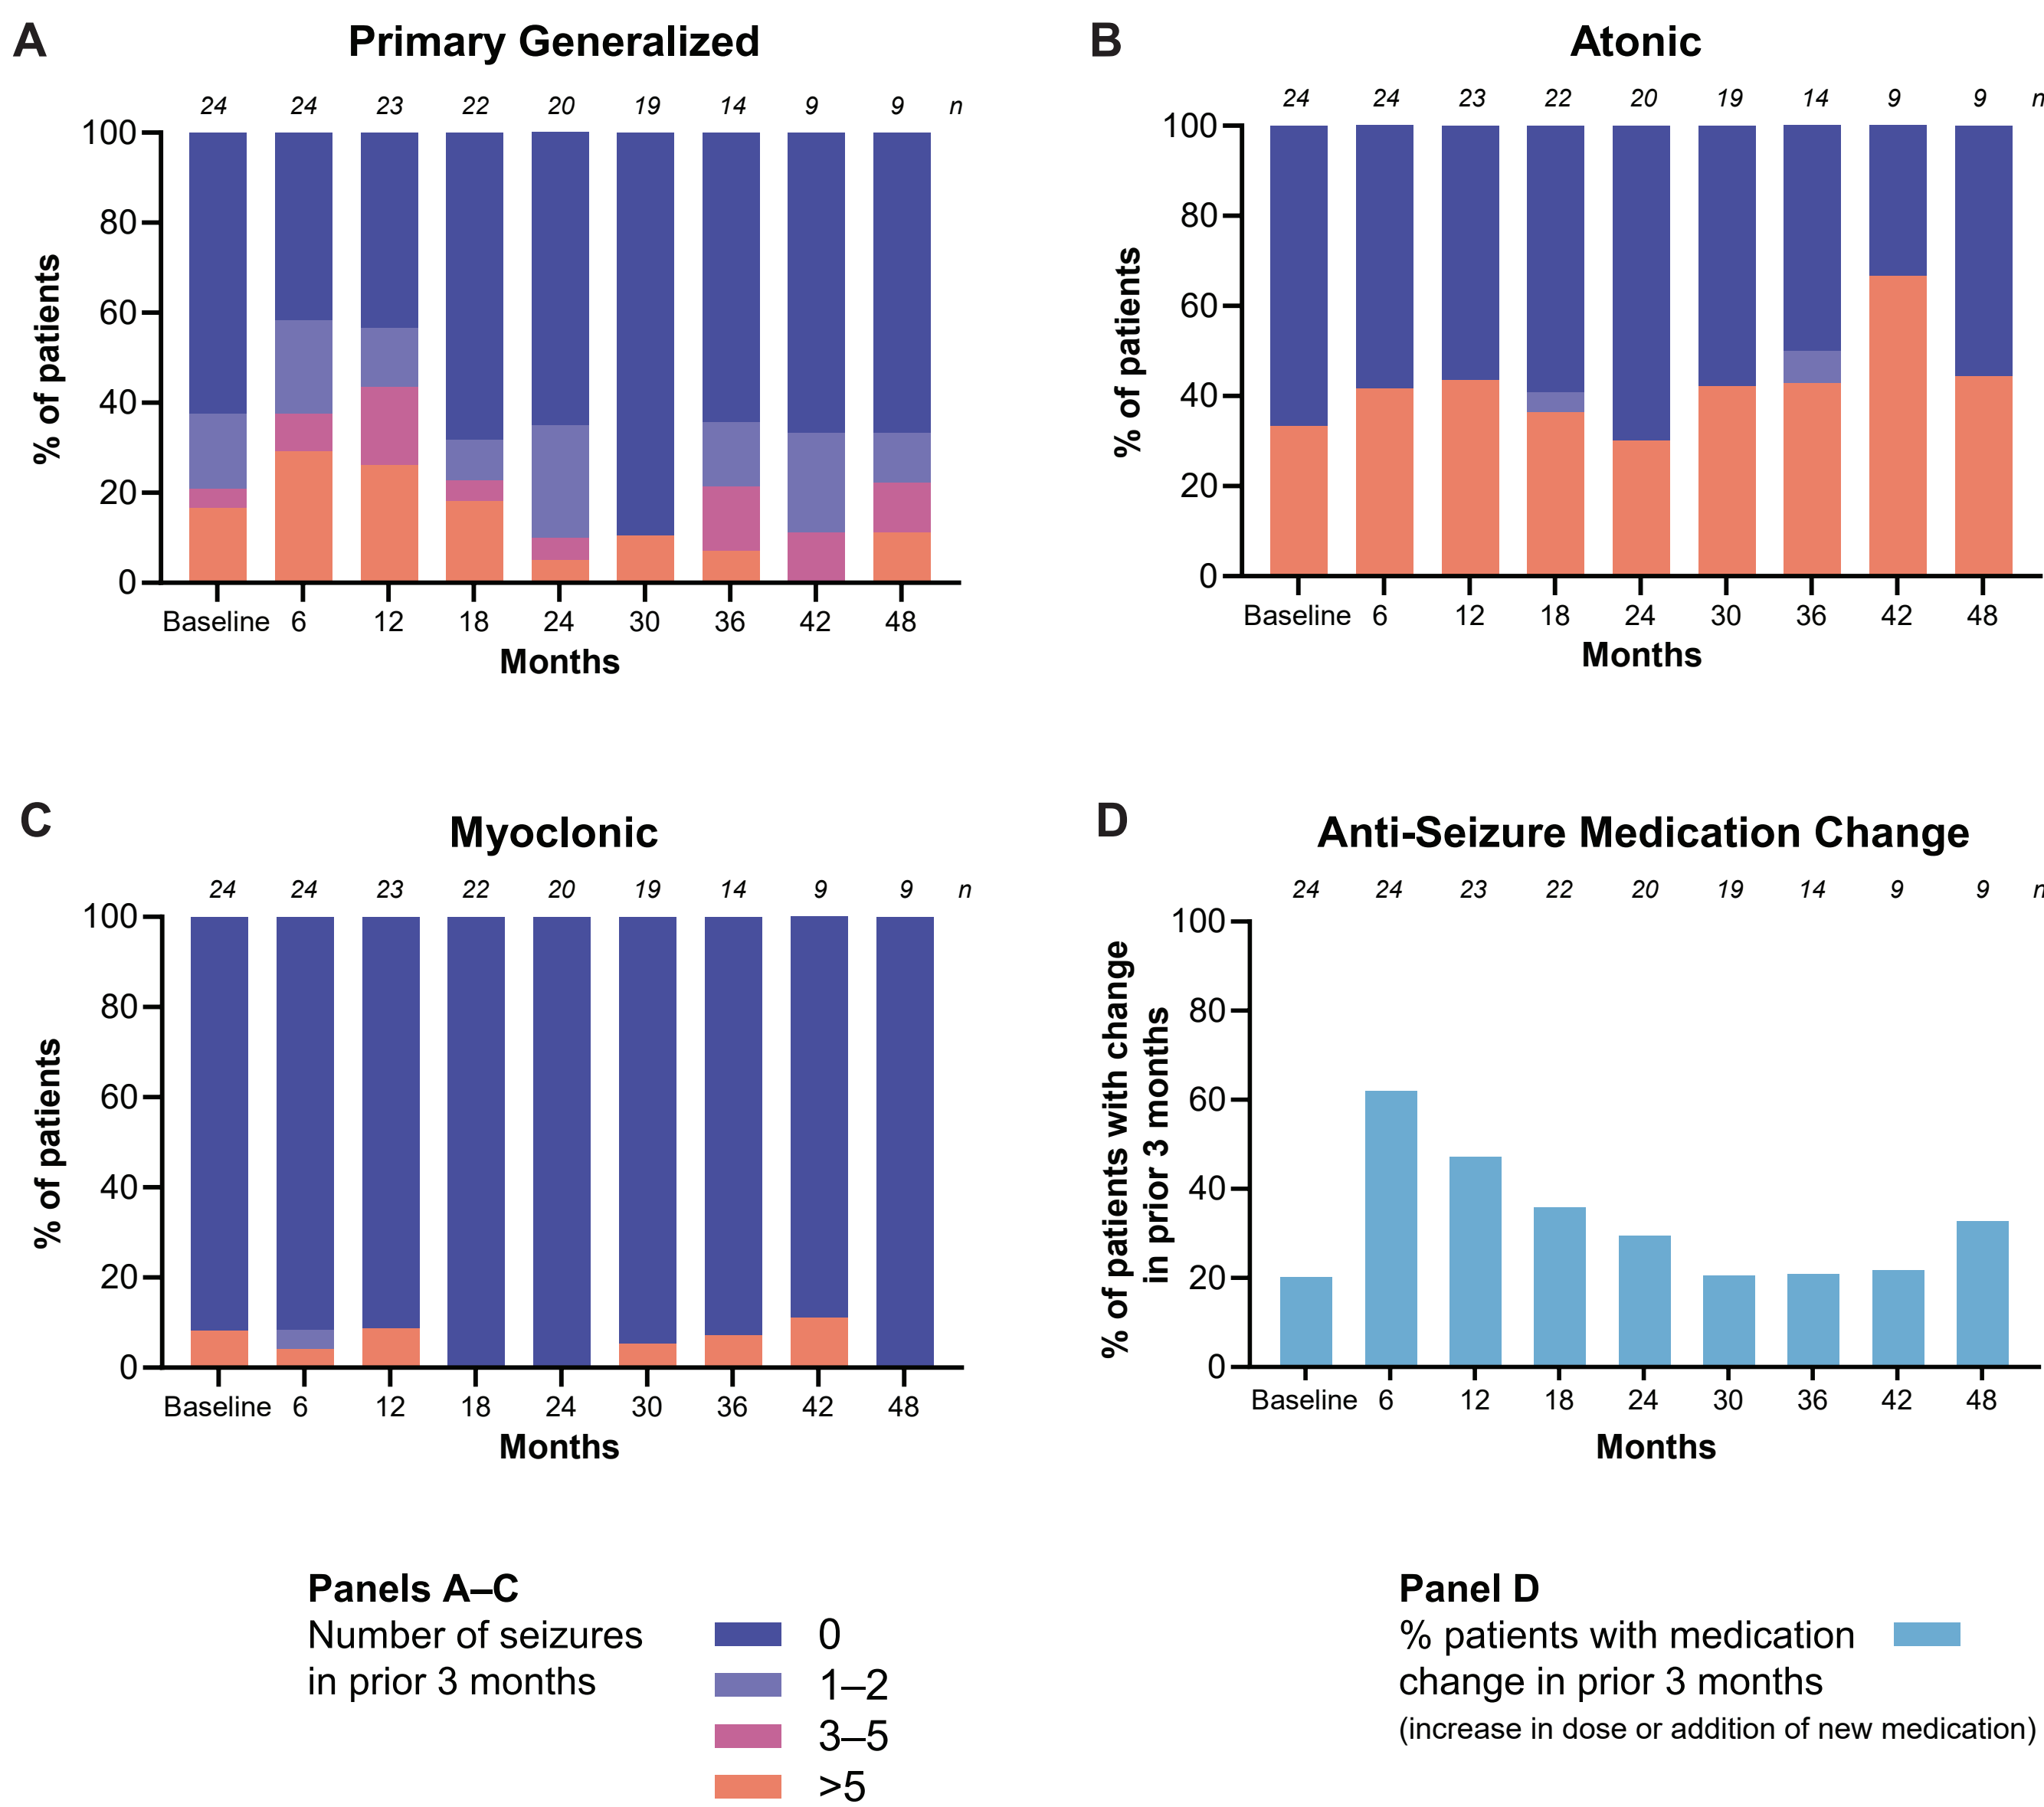 A
Primary Generalized
24 24 23 22 20 19 14 9 9 n
% of patients
100
80
60
40
20
0
Baseline 6 12 18 24 30 36 42 48
Months
B
Atonic
24 24 23 22 20 19 14 9 9 n
% of patients
100
80
60
40
20
0
Baseline 6 12 18 24 30 36 42 48
Months
C
Myoclonic
24 24 23 22 20 19 14 9 9 n
% of patients
100
80
60
40
20
0
Baseline 6 12 18 24 30 36 42 48
Months
D
Anti-Seizure Medication Change
24 24 23 22 20 19 14 9 9 n
% of patients with change
in prior 3 months
100
80
60
40
20
0
Baseline 6 12 18 24 30 36 42 48
Months
Panels A–C
Number of seizures
in prior 3 months
0
1–2
3–5
>5
Panel D
% patients with medication
change in prior 3 months
(increase in dose or addition of new medication)